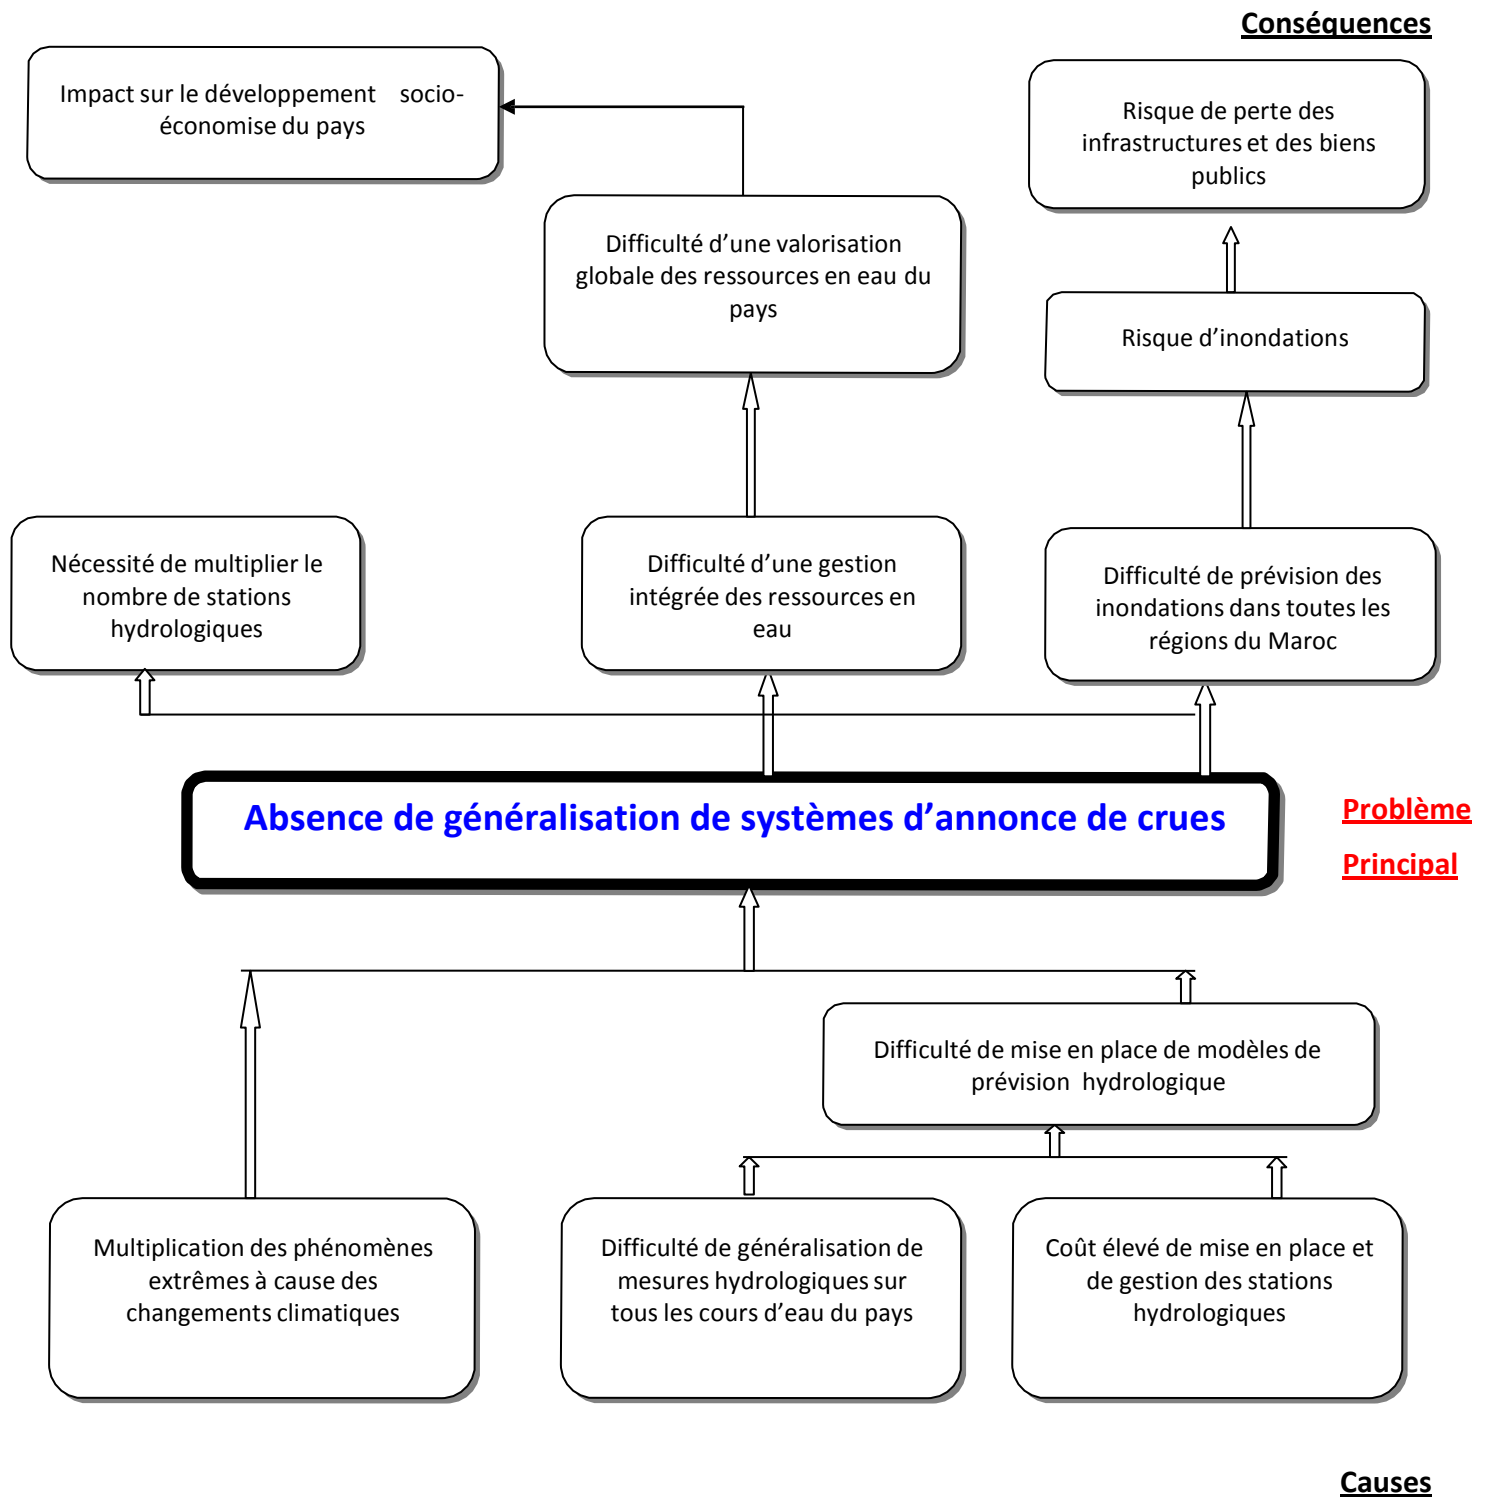 Conséquences
Impact sur le développement socio-
économise du pays
Risque de perte des
infrastructures et des biens
publics
Difficulté d’une valorisation
globale des ressources en eau du
pays
Risque d’inondations
Nécessité de multiplier le
nombre de stations
hydrologiques
Difficulté d’une gestion
intégrée des ressources en
eau
Difficulté de prévision des
inondations dans toutes les
régions du Maroc
Absence de généralisation de systèmes d’annonce de crues
Problème
Principal
Difficulté de mise en place de modèles de
prévision hydrologique
Multiplication des phénomènes
extrêmes à cause des
changements climatiques
Difficulté de généralisation de
mesures hydrologiques sur
tous les cours d’eau du pays
Coût élevé de mise en place et
de gestion des stations
hydrologiques
Causes